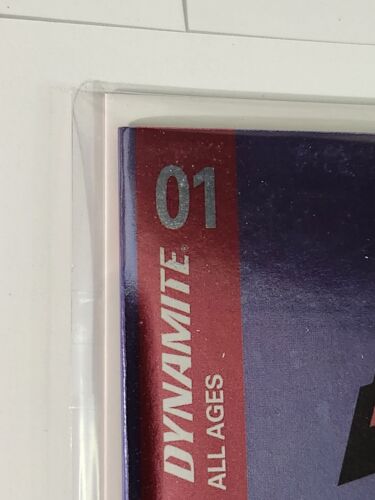 01
DYNAMITE®
ALL AGES